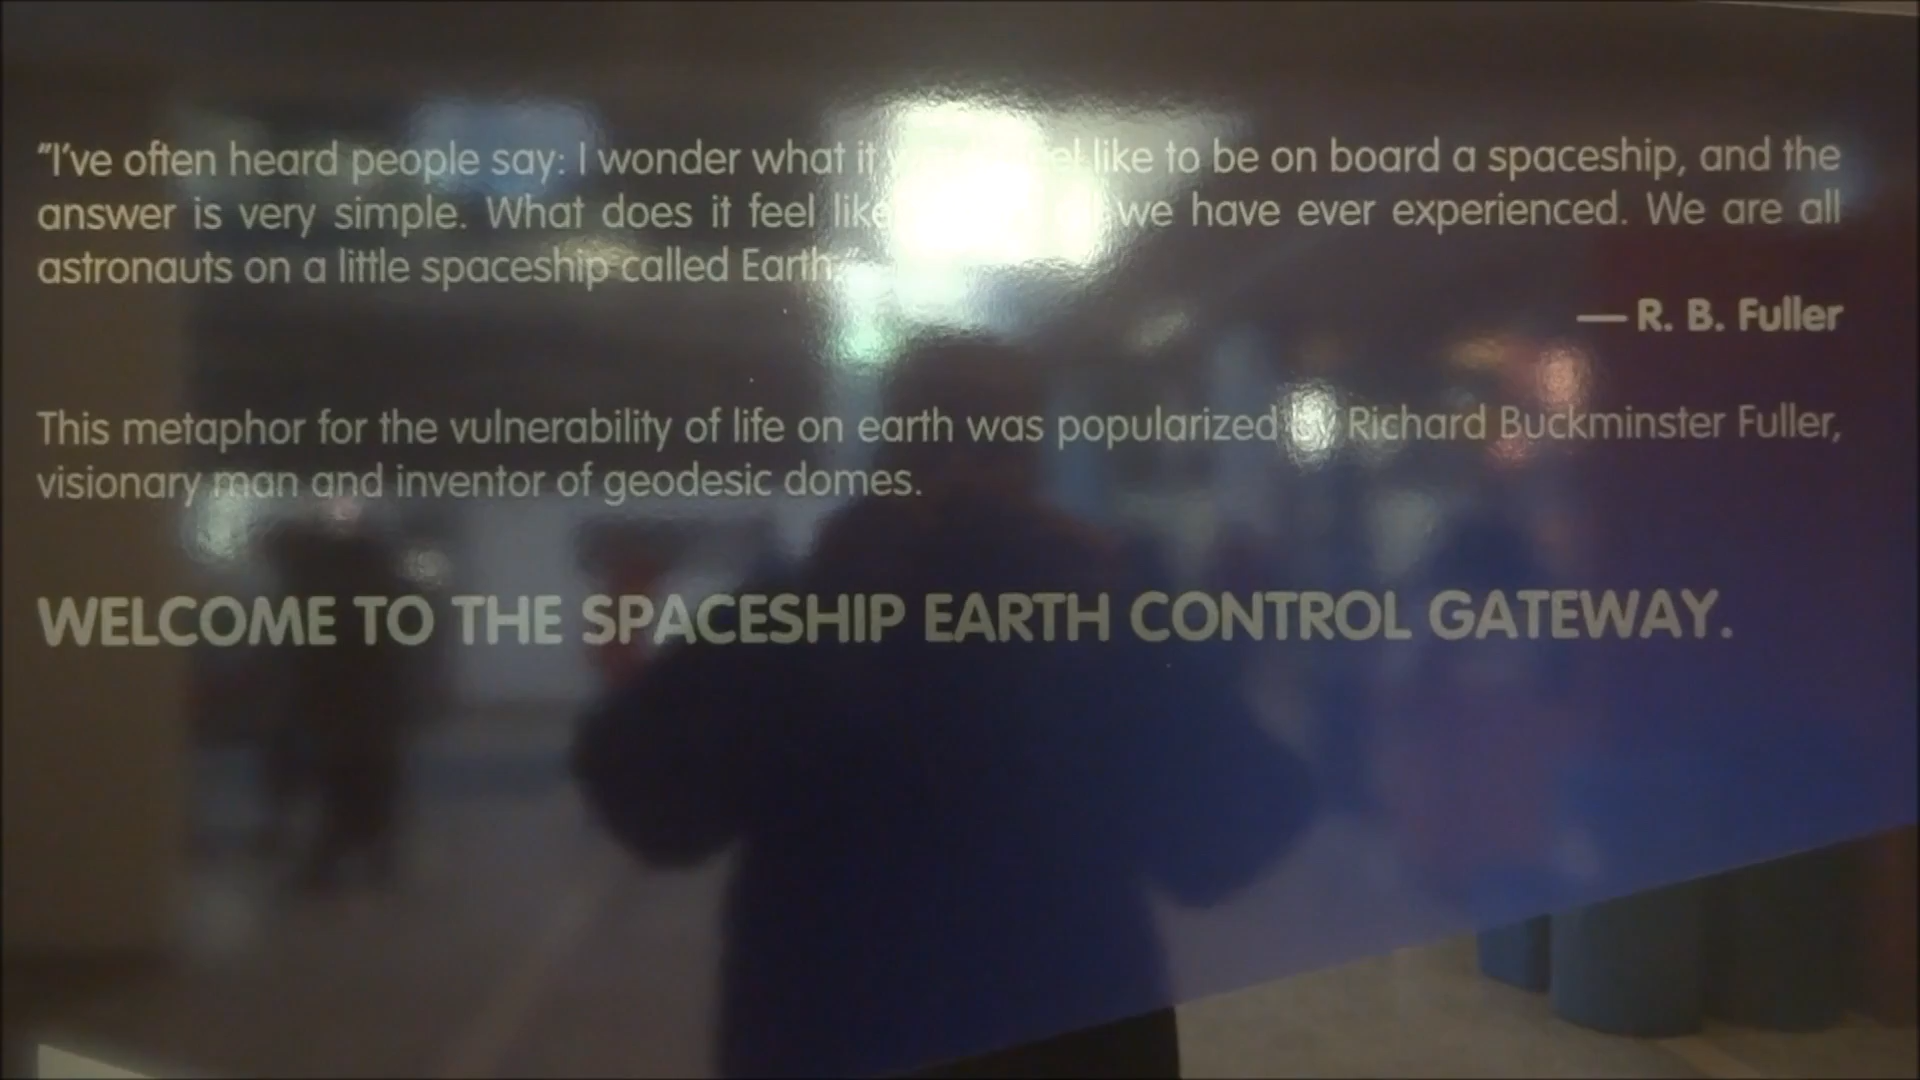 "I've often heard people say: I wonder what it feel like to be on board a spaceship, and the
answer is very simple. What does it feel like we have ever experienced. We are all
astronauts on a little spaceship called Earth."
— R. B. Fuller
This metaphor for the vulnerability of life on earth was popularized by Richard Buckminster Fuller,
visionary man and inventor of geodesic domes.
WELCOME TO THE SPACESHIP EARTH CONTROL GATEWAY.